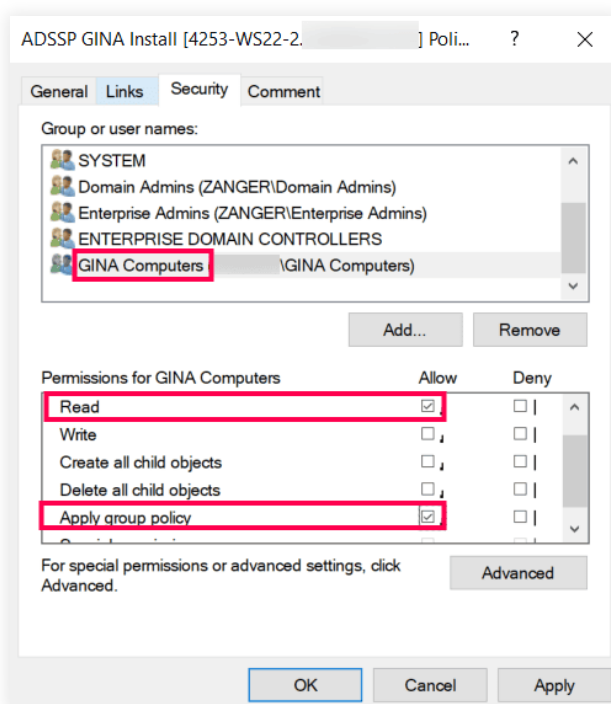 ADSSP GINA Install [4253-WS22-2. ] Poli... ?
General Links Security Comment
Group or user names:
SYSTEM
Domain Admins (ZANGER\Domain Admins)
Enterprise Admins (ZANGER\Enterprise Admins)
ENTERPRISE DOMAIN CONTROLLERS
GINA Computers ( \GINA Computers)
Add... Remove
Permissions for GINA Computers Allow Deny
Read
Write
Create all child objects
Delete all child objects
Apply group policy
For special permissions or advanced settings, click
Advanced.
Advanced
OK Cancel Apply